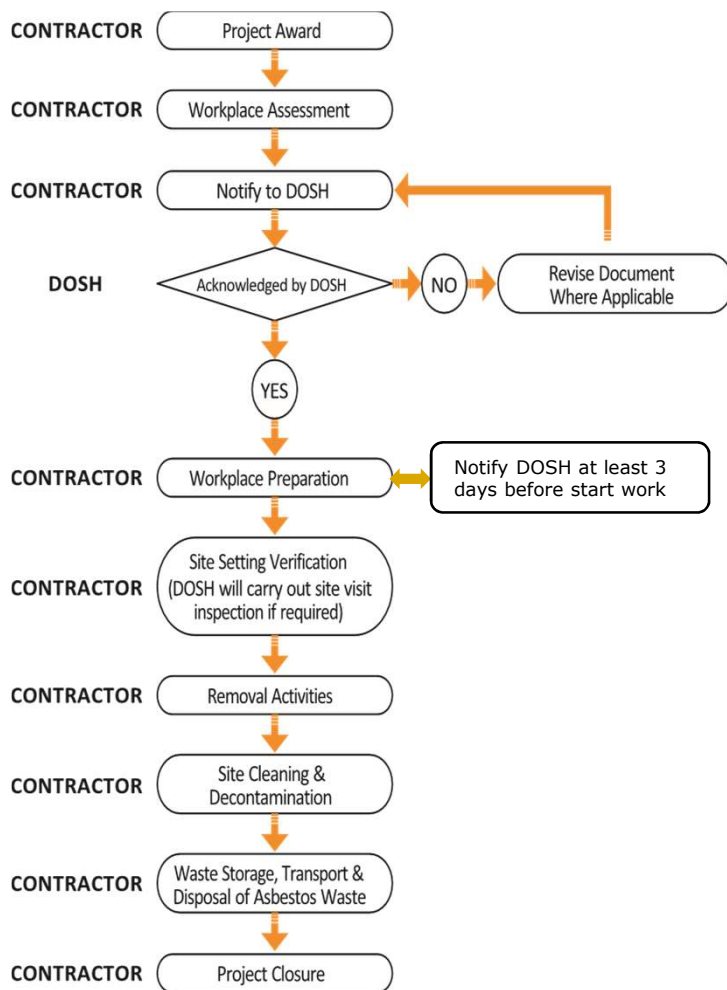 CONTRACTOR
Project Award
CONTRACTOR
Workplace Assessment
CONTRACTOR
Notify to DOSH
DOSH
Acknowledged by DOSH
NO
Revise Document
Where Applicable
YES
CONTRACTOR
Workplace Preparation
Notify DOSH at least 3
days before start work
CONTRACTOR
Site Setting Verification
(DOSH will carry out site visit
inspection if required)
CONTRACTOR
Removal Activities
CONTRACTOR
Site Cleaning &
Decontamination
CONTRACTOR
Waste Storage, Transport &
Disposal of Asbestos Waste
CONTRACTOR
Project Closure